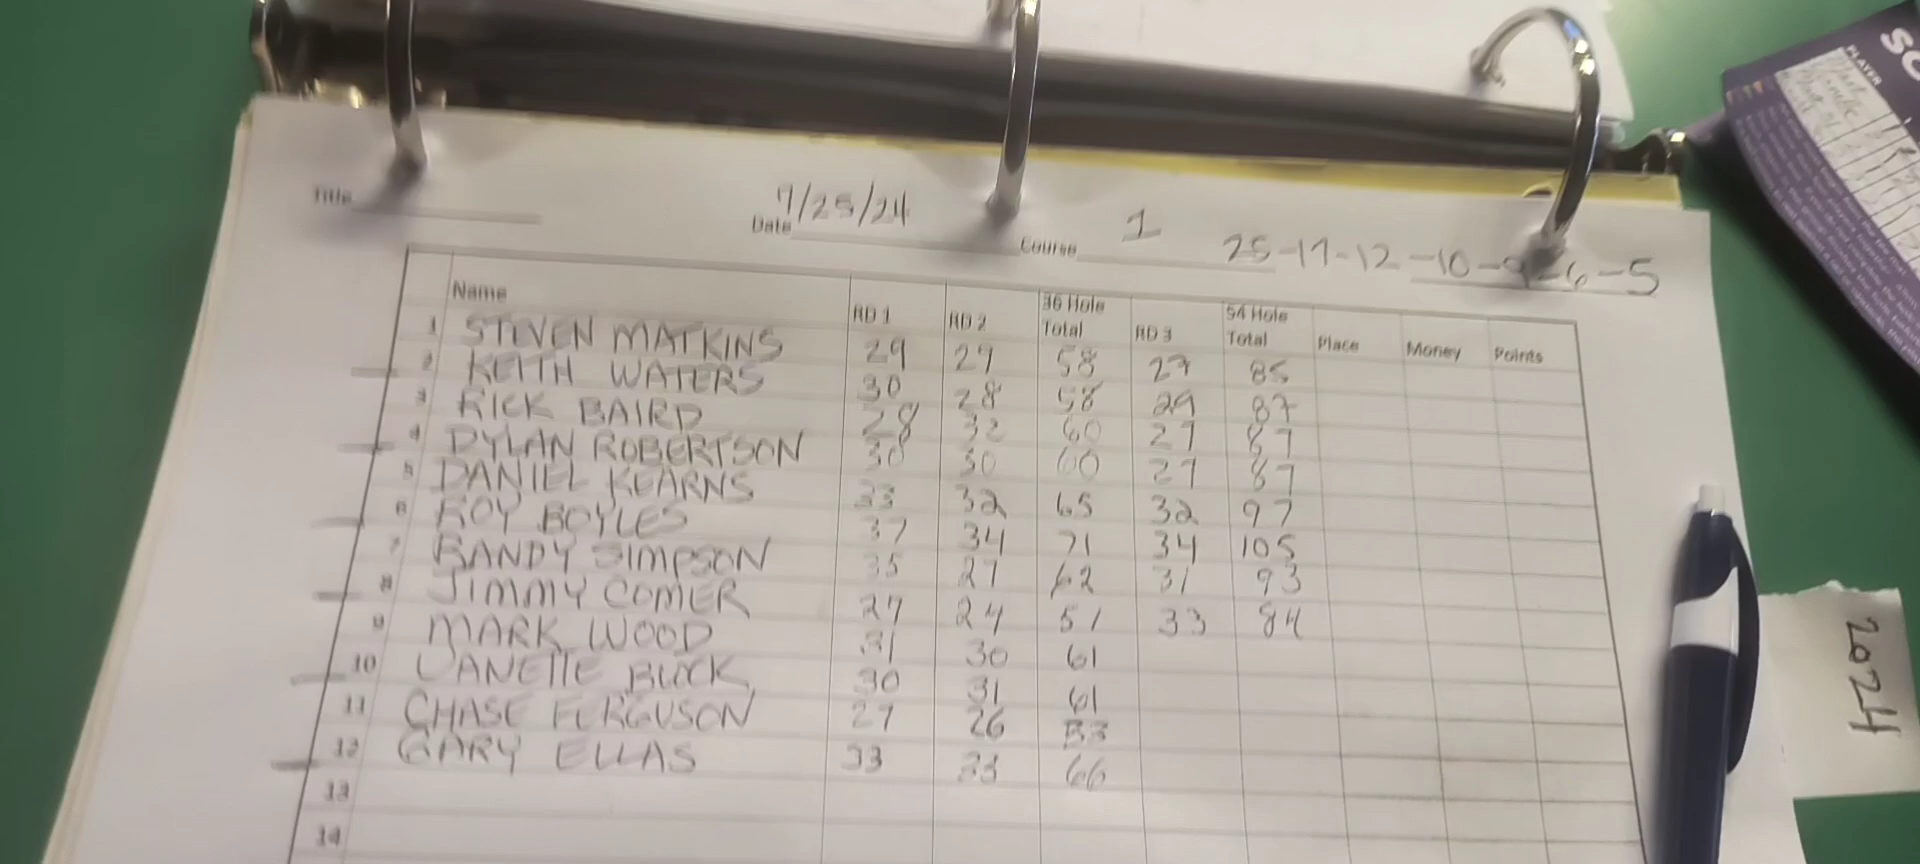 Title
Date 9/25/24
Course 1 25-17-12-10-9-6-5
Name RD 1 RD 2 36 Hole Total RD 3 54 Hole Total Place Money Points
1 STEVEN MATKINS 29 29 58 27 85
2 KEITH WATERS 30 28 58 29 87
3 RICK BAIRD 28 32 60 27 87
4 DYLAN ROBERTSON 30 30 60 27 87
5 DANIEL KEARNS 33 32 65 32 97
6 ROY BOYLES 37 34 71 34 105
7 RANDY SIMPSON 35 27 62 31 93
8 JIMMY COMER 27 24 51 33 84
9 MARK WOOD 31 30 61
10 JANETTE BUCK 30 31 61
11 CHASE FERGUSON 27 26 53
12 GARY ELLAS 33 33 66
13
14
PLAYER
2024